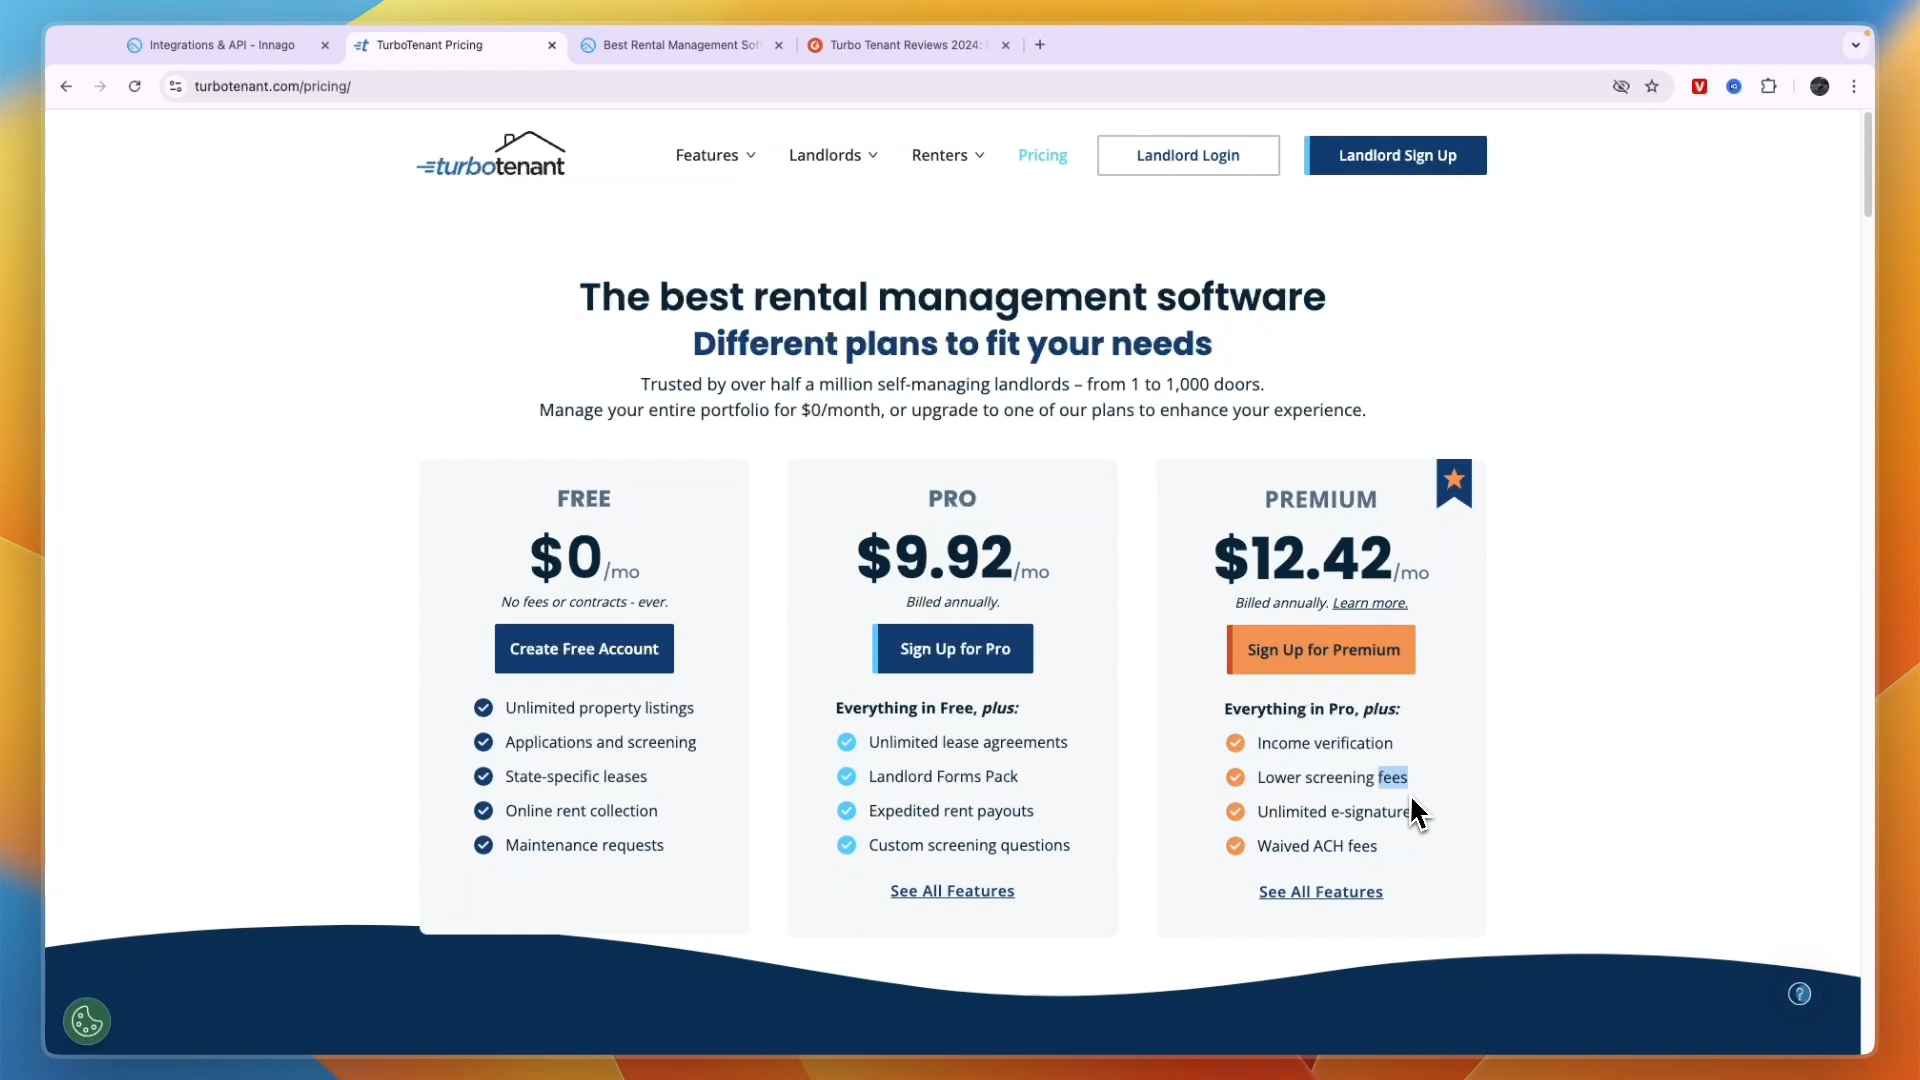 Integrations & API - Innago
TurboTenant Pricing
Best Rental Management Sof
Turbo Tenant Reviews 2024:
turbotenant.com/pricing/
turbotenant
Features
Landlords
Renters
Pricing
Landlord Login
Landlord Sign Up
The best rental management software
Different plans to fit your needs
Trusted by over half a million self-managing landlords – from 1 to 1,000 doors.
Manage your entire portfolio for $0/month, or upgrade to one of our plans to enhance your experience.
FREE
$0/mo
No fees or contracts - ever.
Create Free Account
Unlimited property listings
Applications and screening
State-specific leases
Online rent collection
Maintenance requests
PRO
$9.92/mo
Billed annually.
Sign Up for Pro
Everything in Free, plus:
Unlimited lease agreements
Landlord Forms Pack
Expedited rent payouts
Custom screening questions
See All Features
PREMIUM
$12.42/mo
Billed annually. Learn more.
Sign Up for Premium
Everything in Pro, plus:
Income verification
Lower screening fees
Unlimited e-signature
Waived ACH fees
See All Features